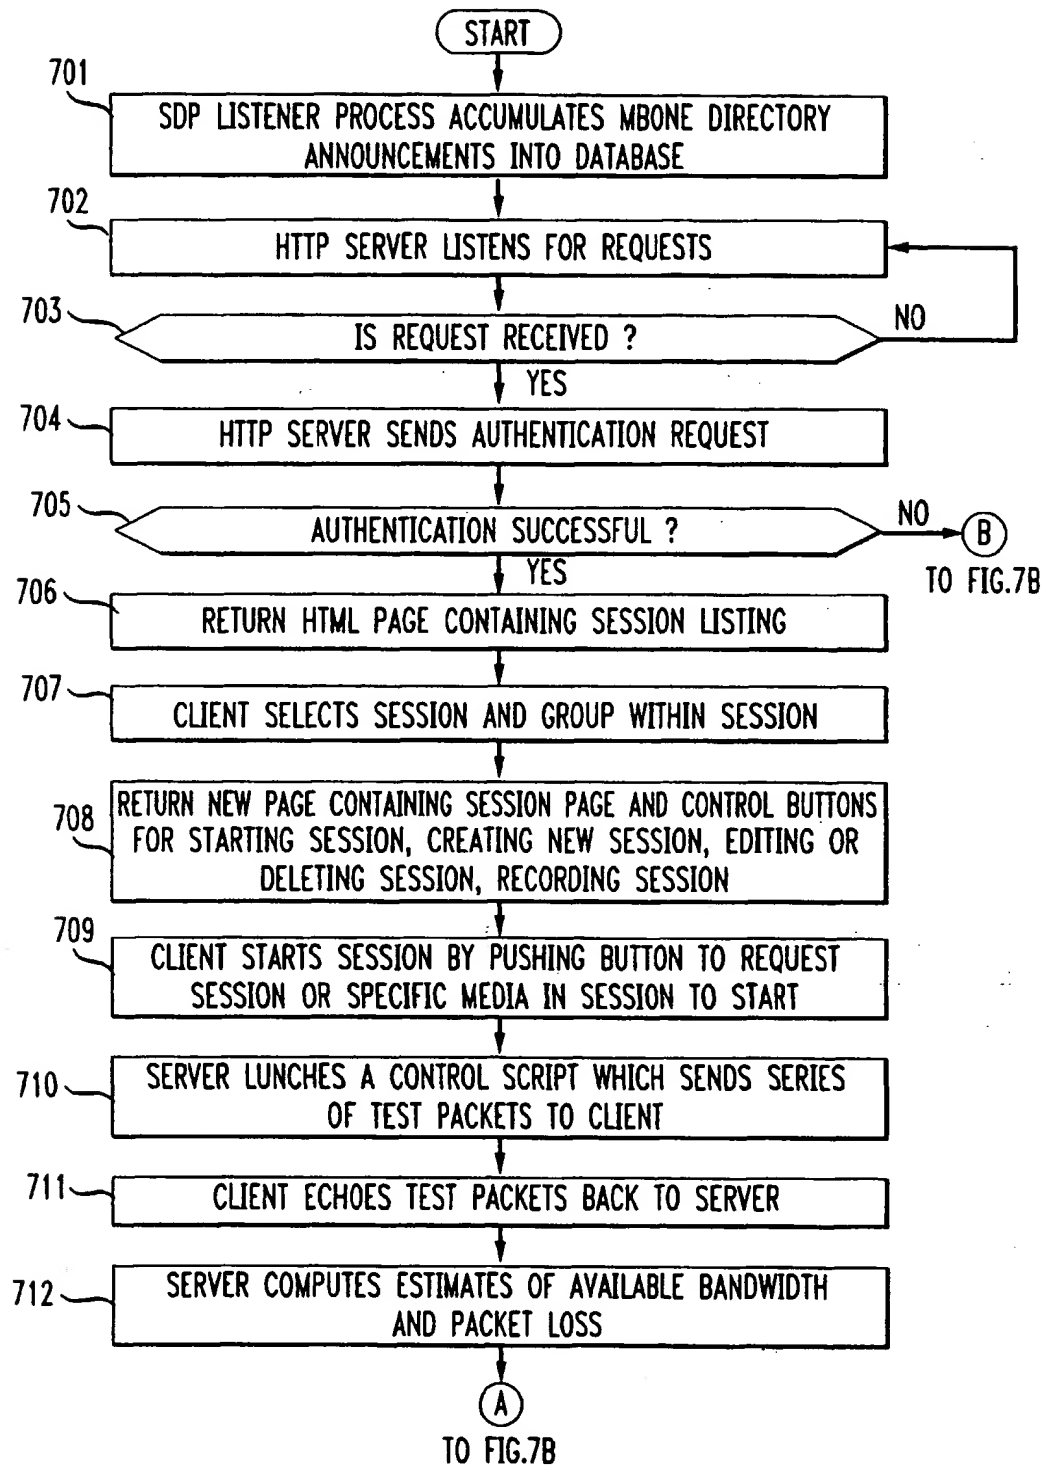 START
701
SDP LISTENER PROCESS ACCUMULATES MBONE DIRECTORY
ANNOUNCEMENTS INTO DATABASE
702
HTTP SERVER LISTENS FOR REQUESTS
703
IS REQUEST RECEIVED ?
NO
YES
704
HTTP SERVER SENDS AUTHENTICATION REQUEST
705
AUTHENTICATION SUCCESSFUL ?
NO
B
TO FIG.7B
YES
706
RETURN HTML PAGE CONTAINING SESSION LISTING
707
CLIENT SELECTS SESSION AND GROUP WITHIN SESSION
708
RETURN NEW PAGE CONTAINING SESSION PAGE AND CONTROL BUTTONS
FOR STARTING SESSION, CREATING NEW SESSION, EDITING OR
DELETING SESSION, RECORDING SESSION
709
CLIENT STARTS SESSION BY PUSHING BUTTON TO REQUEST
SESSION OR SPECIFIC MEDIA IN SESSION TO START
710
SERVER LUNCHES A CONTROL SCRIPT WHICH SENDS SERIES
OF TEST PACKETS TO CLIENT
711
CLIENT ECHOES TEST PACKETS BACK TO SERVER
712
SERVER COMPUTES ESTIMATES OF AVAILABLE BANDWIDTH
AND PACKET LOSS
A
TO FIG.7B